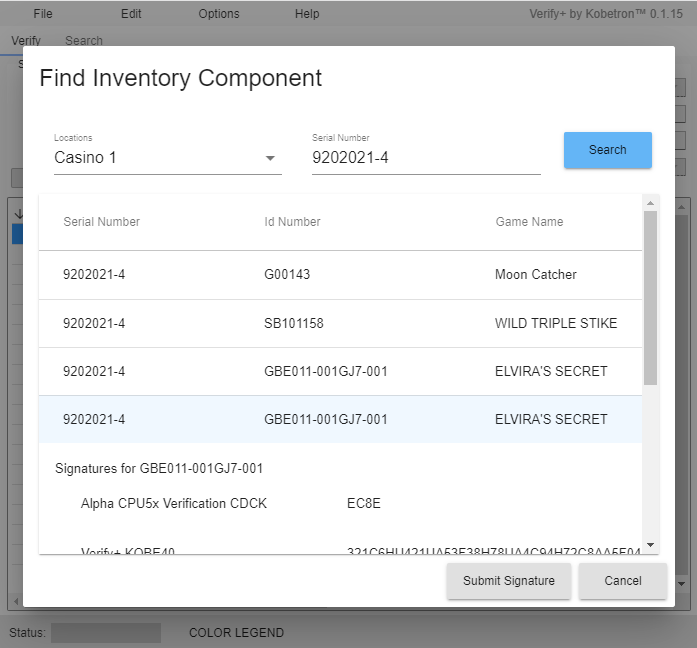 File Edit Options Help Verify+ by Kobetron™ 0.1.15
Verify Search
Find Inventory Component
Locations Serial Number
Casino 1 9202021-4 Search
Serial Number Id Number Game Name
9202021-4 G00143 Moon Catcher
9202021-4 SB101158 WILD TRIPLE STIKE
9202021-4 GBE011-001GJ7-001 ELVIRA'S SECRET
9202021-4 GBE011-001GJ7-001 ELVIRA'S SECRET
Signatures for GBE011-001GJ7-001
Alpha CPU5x Verification CDCK EC8E
Verify+ KOBE40
Submit Signature Cancel
Status: COLOR LEGEND